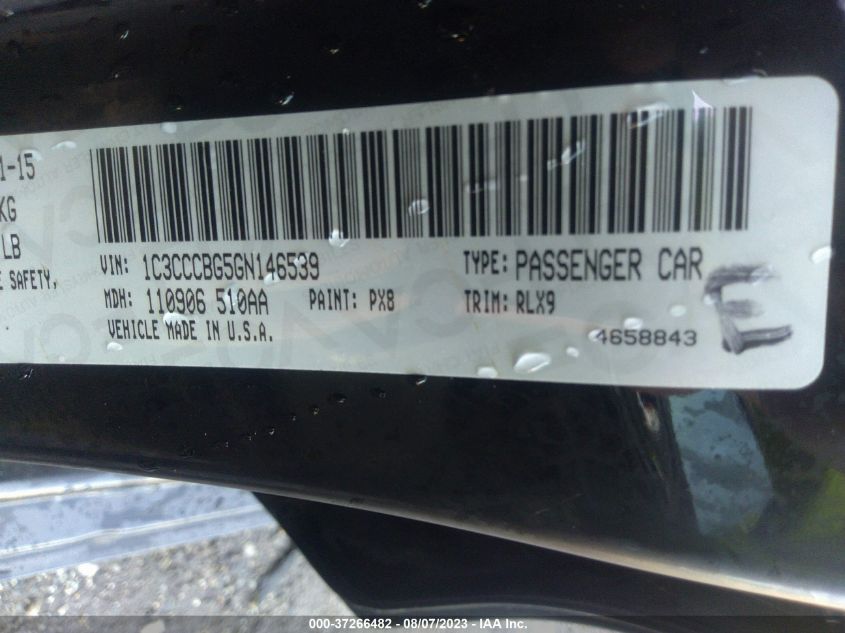 1-15
KG
LB
E SAFETY,
VIN: 1C3CCCBG5GN146539 TYPE: PASSENGER CAR
MDH: 110906 510AA PAINT: PX8 TRIM: RLX9
VEHICLE MADE IN U.S.A.
4658843
E
000-37266482 - 08/07/2023 - IAA Inc.